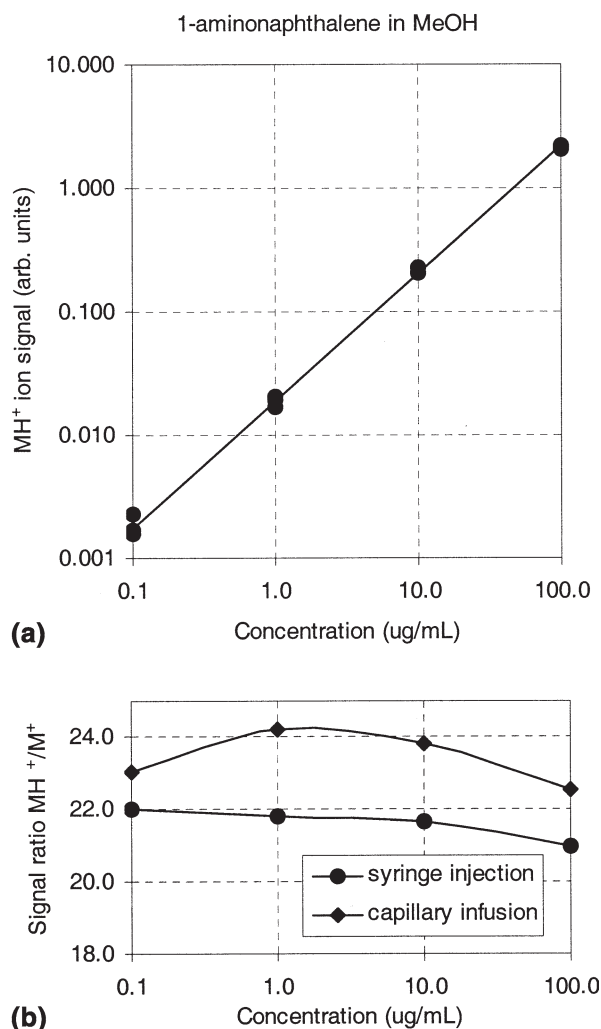 1-aminonaphthalene in MeOH
10.000
1.000
0.100
0.010
0.001
MH+ ion signal (arb. units)
0.1 1.0 10.0 100.0
(a)
Concentration (ug/mL)
24.0
22.0
20.0
18.0
Signal ratio MH +/M+
syringe injection
capillary infusion
0.1 1.0 10.0 100.0
(b)
Concentration (ug/mL)